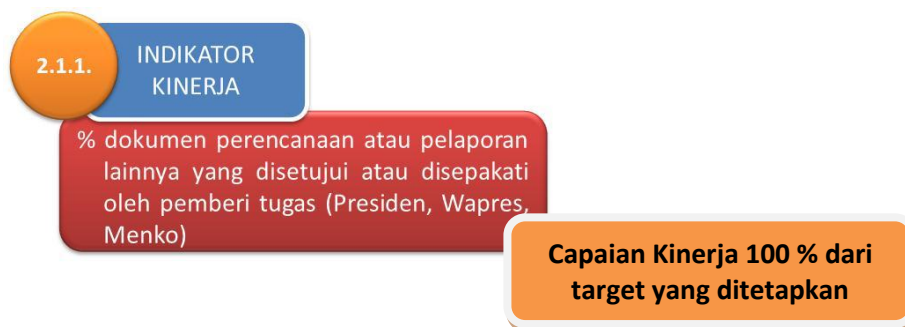 2.1.1.
INDIKATOR
KINERJA
% dokumen perencanaan atau pelaporan
lainnya yang disetujui atau disepakati
oleh pemberi tugas (Presiden, Wapres,
Menko)
Capaian Kinerja 100 % dari
target yang ditetapkan